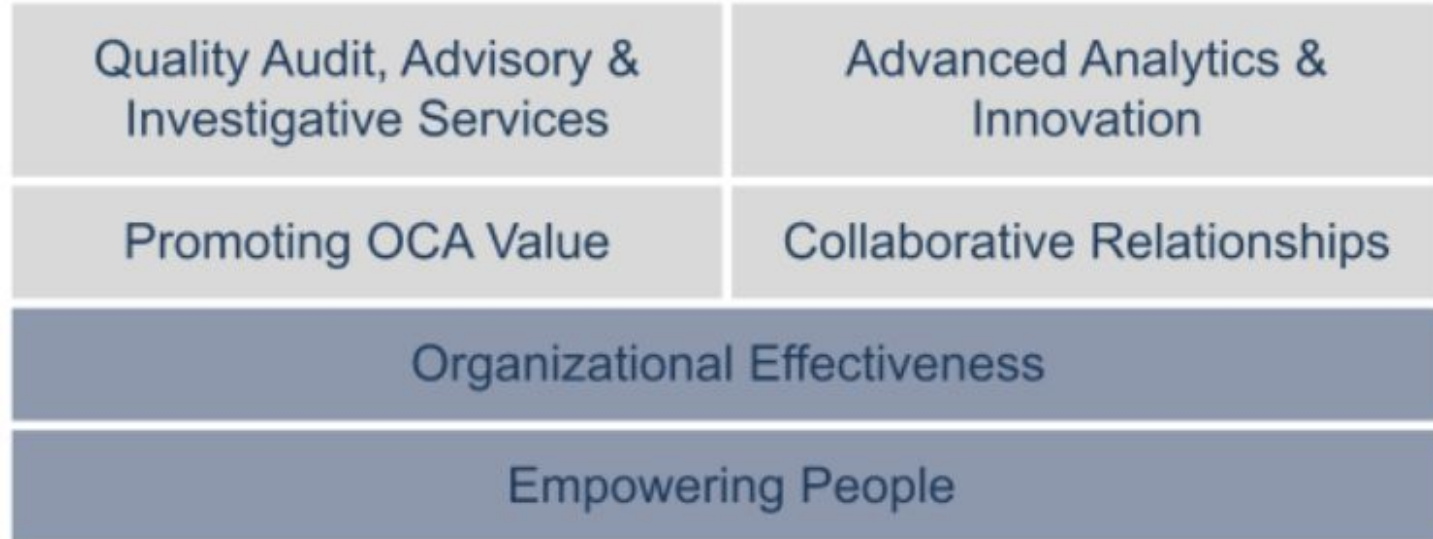 Quality Audit, Advisory &
Investigative Services
Advanced Analytics &
Innovation
Promoting OCA Value
Collaborative Relationships
Organizational Effectiveness
Empowering People